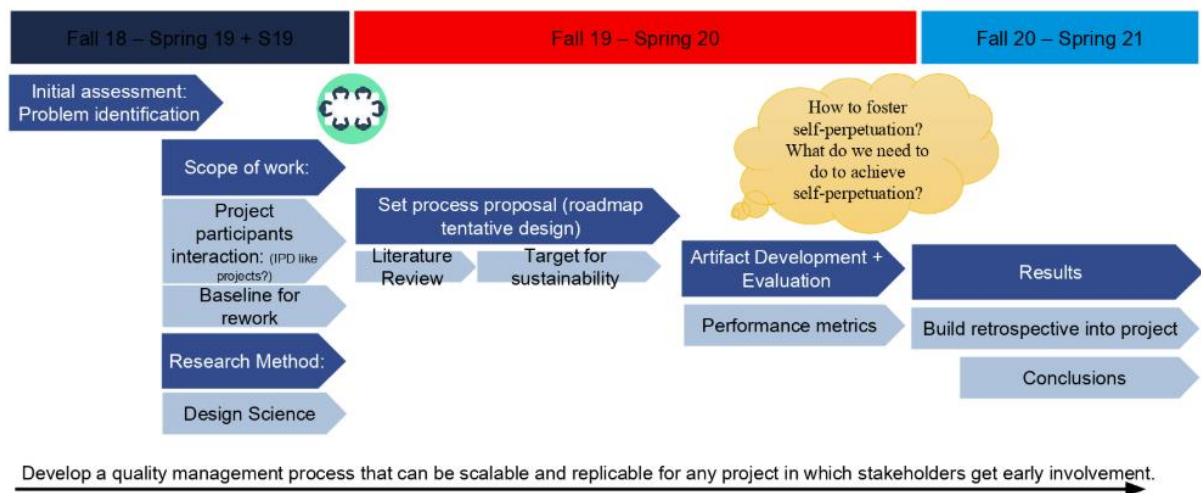 Fall 18 – Spring 19 + S19
Fall 19 – Spring 20
Fall 20 – Spring 21
Initial assessment:
Problem identification
Scope of work:
Project
participants
interaction: (IPD like
projects?)
Baseline for
rework
Research Method:
Design Science
Set process proposal (roadmap
tentative design)
Literature
Review
Target for
sustainability
How to foster
self-perpetuation?
What do we need to
do to achieve
self-perpetuation?
Artifact Development +
Evaluation
Performance metrics
Results
Build retrospective into project
Conclusions
Develop a quality management process that can be scalable and replicable for any project in which stakeholders get early involvement.